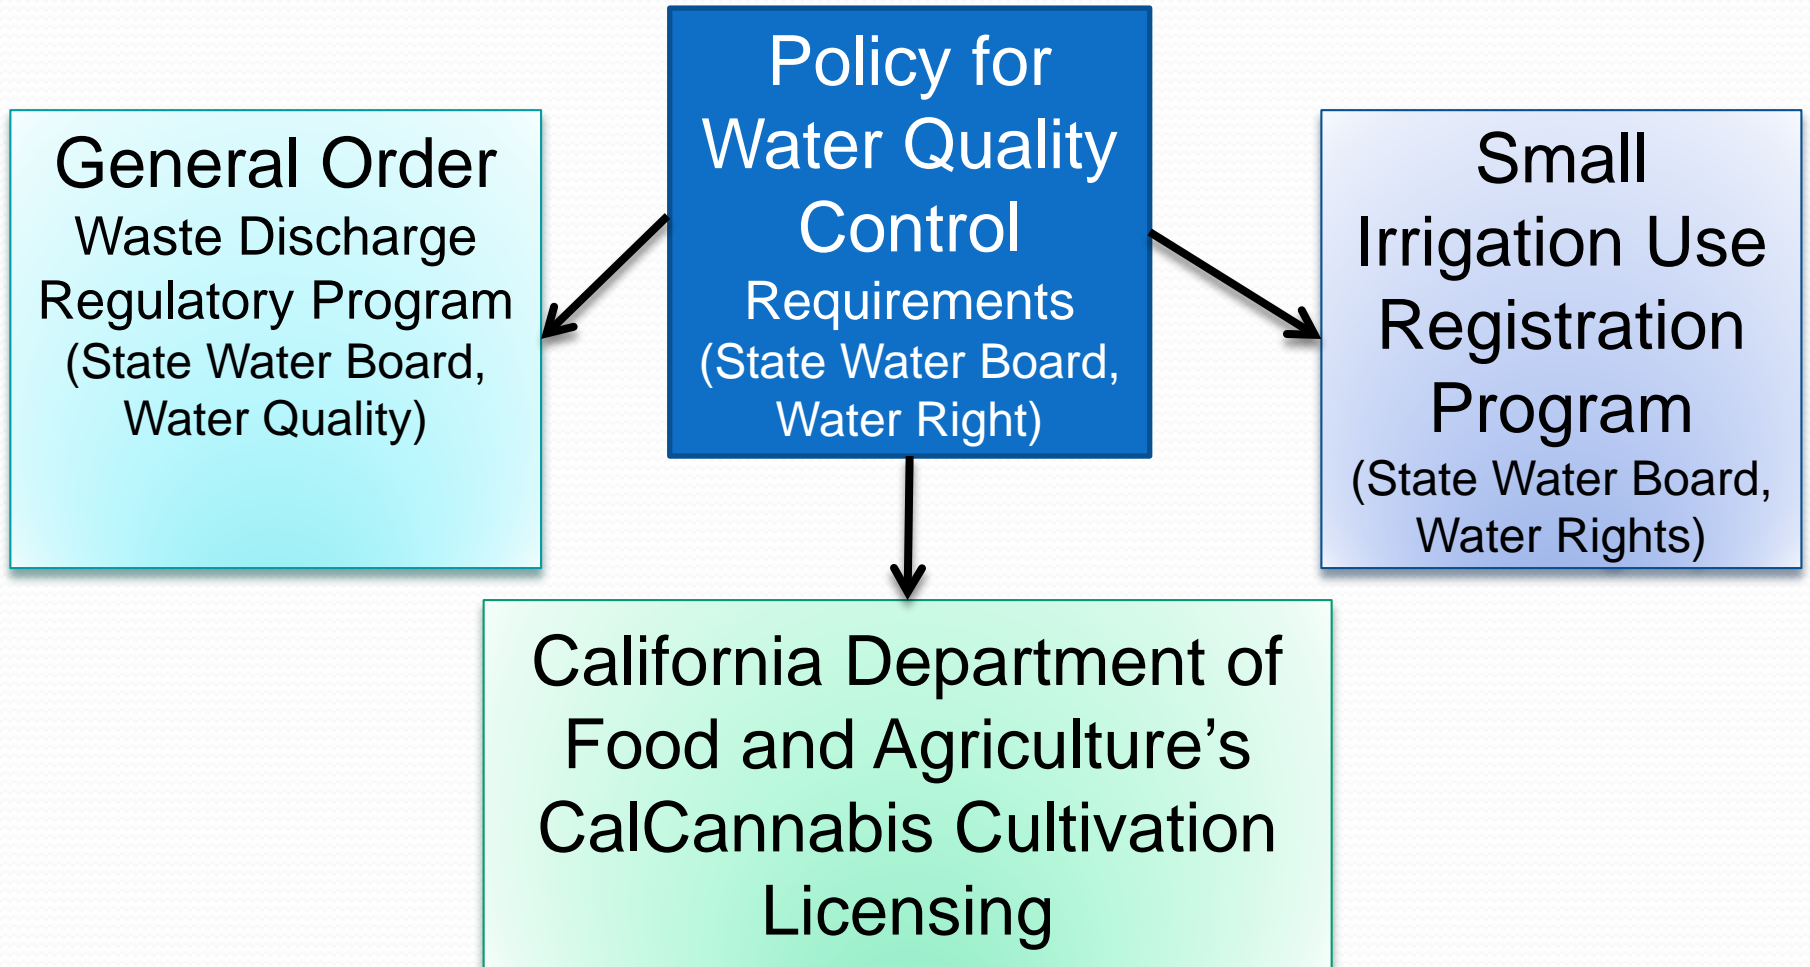 Policy for
Water Quality
Control
Requirements
(State Water Board,
Water Right)
General Order
Waste Discharge
Regulatory Program
(State Water Board,
Water Quality)
Small
Irrigation Use
Registration
Program
(State Water Board,
Water Rights)
California Department of
Food and Agriculture’s
CalCannabis Cultivation
Licensing